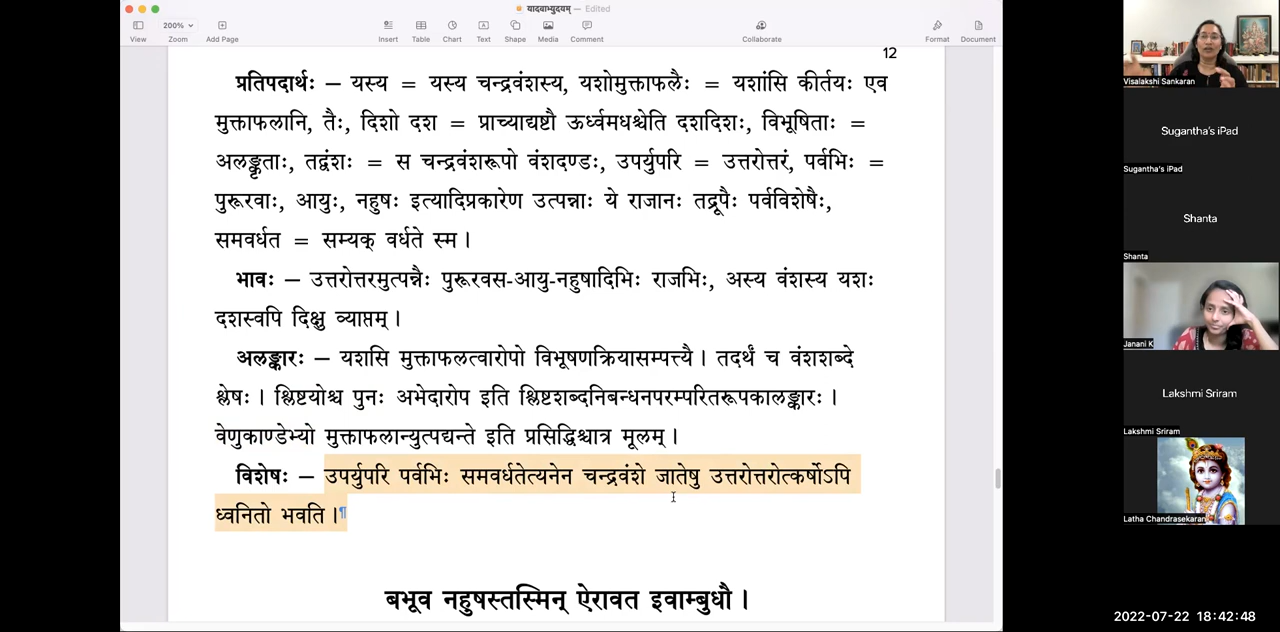 यादवाभ्युदयम् — Edited
200%
View
Zoom
Add Page
Insert
Table
Chart
Text
Shape
Media
Comment
Collaborate
Format
Document
12
प्रतिपदार्थः – यस्य = यस्य चन्द्रवंशस्य, यशोमुक्ताफलैः = यशांसि कीर्तयः एव
मुक्ताफलानि, तैः, दिशो दश = प्राच्याद्यष्टौ ऊर्ध्वमधश्चेति दशदिशः, विभूषिताः =
अलङ्कृताः, तद्वंशः = स चन्द्रवंशरूपो वंशदण्डः, उपर्युपरि = उत्तरोत्तरं, पर्वभिः =
पुरूरवाः, आयुः, नहुषः इत्यादिप्रकारेण उत्पन्नाः ये राजानः तद्रूपैः पर्वविशेषैः,
समवर्धत = सम्यक् वर्धते स्म ।
भावः – उत्तरोत्तरमुत्पन्नैः पुरूरवस-आयु-नहुषादिभिः राजभिः, अस्य वंशस्य यशः
दशस्वपि दिक्षु व्याप्तम् ।
अलङ्कारः – यशसि मुक्ताफलत्वारोपो विभूषणक्रियासम्पत्त्यै । तदर्थं च वंशशब्दे
श्लेषः । श्लिष्टयोश्च पुनः अभेदारोप इति श्लिष्टशब्दनिबन्धनपरम्परितरूपकालङ्कारः ।
वेणुकाण्डेभ्यो मुक्ताफलान्युत्पद्यन्ते इति प्रसिद्धिश्चात्र मूलम् ।
विशेषः – उपर्युपरि पर्वभिः समवर्धतेत्यनेन चन्द्रवंशे जातेषु उत्तरोत्तरोत्कर्षोऽपि
ध्वनितो भवति ।¶
बभूव नहुषस्तस्मिन् ऐरावत इवाम्बुधौ ।
Visalakshi Sankaran
Sugantha's iPad
Sugantha's iPad
Shanta
Shanta
Janani K
Lakshmi Sriram
Lakshmi Sriram
Latha Chandrasekaran
2022-07-22 18:42:48